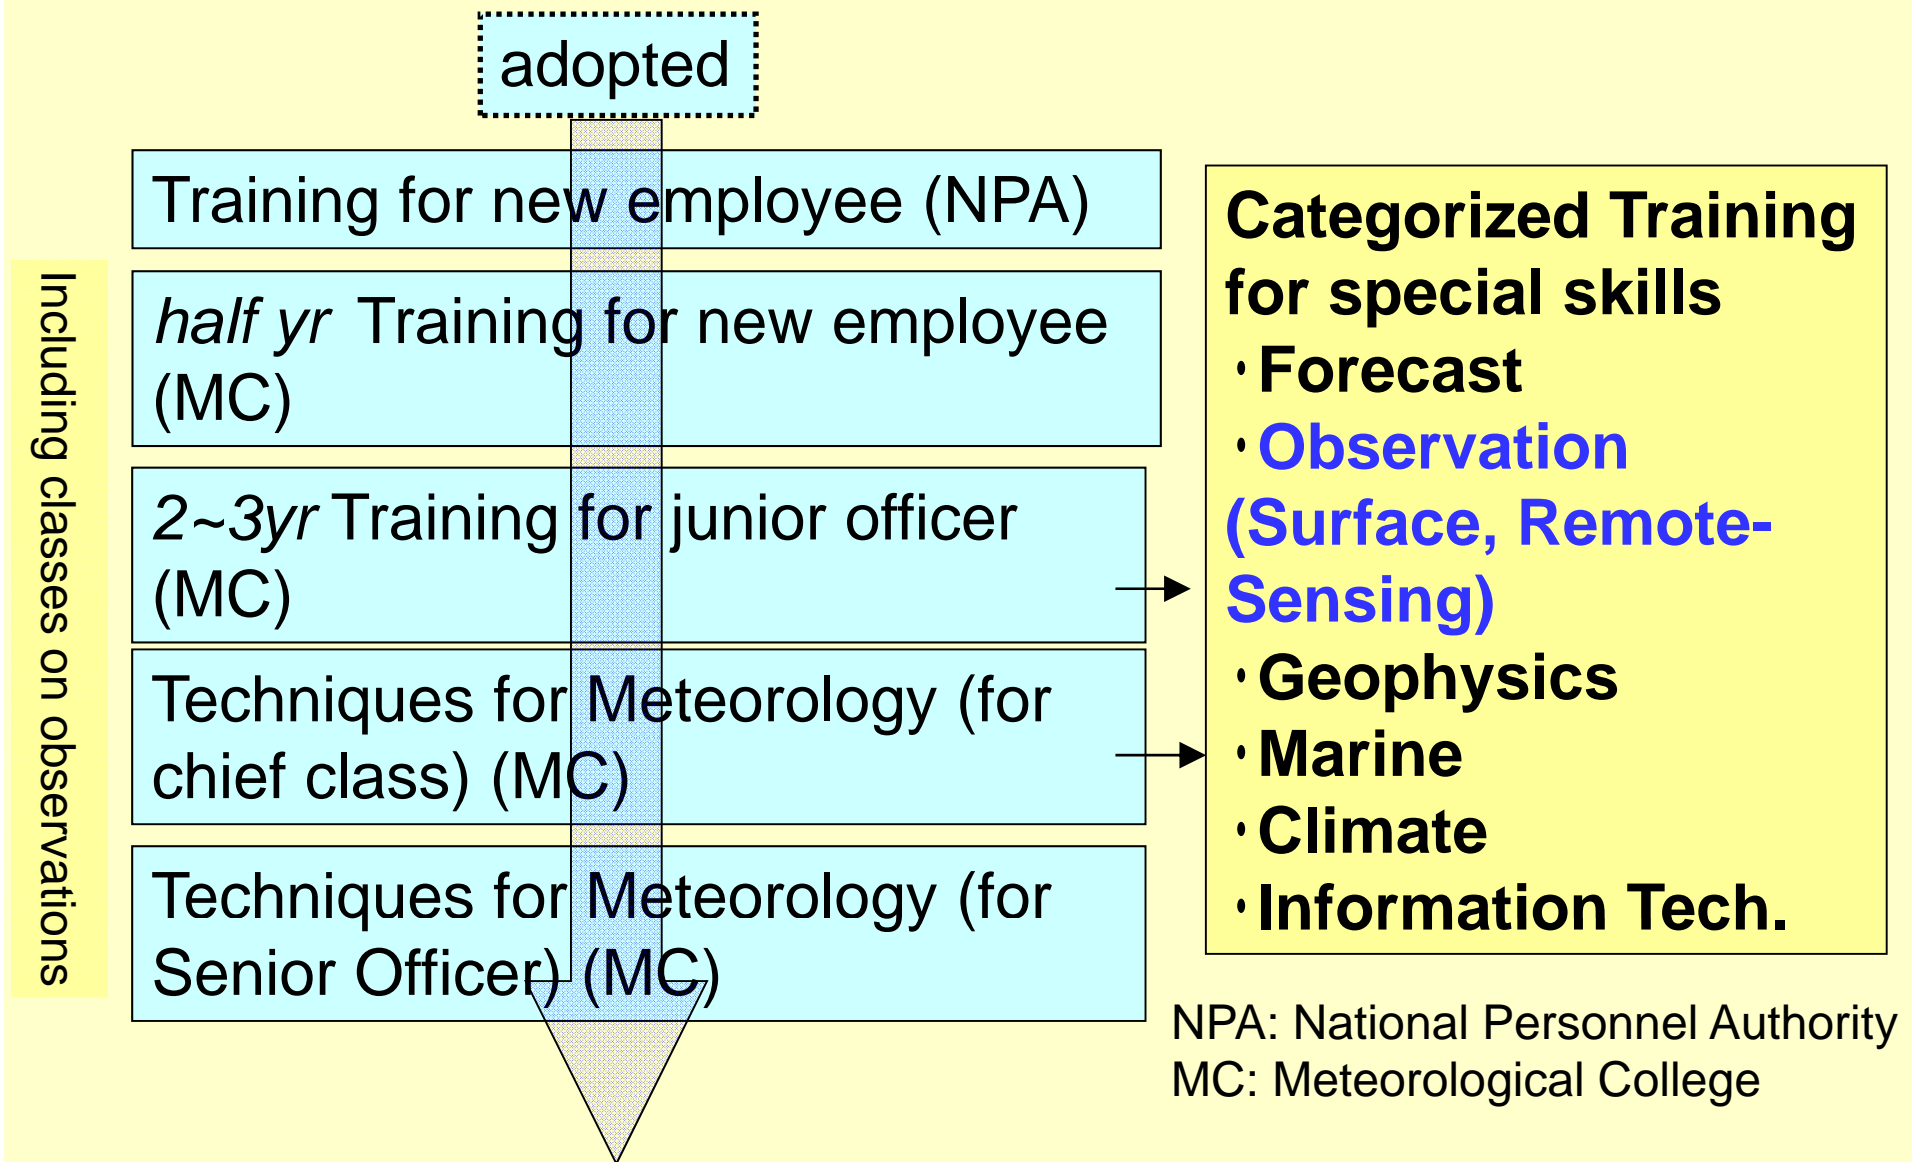 adopted
Training for new employee (NPA)
half yr Training for new employee
(MC)
2~3yr Training for junior officer
(MC)
Techniques for Meteorology (for
chief class) (MC)
Techniques for Meteorology (for
Senior Officer) (MC)
Including classes on observations
Categorized Training
for special skills
・Forecast
・Observation
(Surface, Remote-
Sensing)
・Geophysics
・Marine
・Climate
・Information Tech.
NPA: National Personnel Authority
MC: Meteorological College